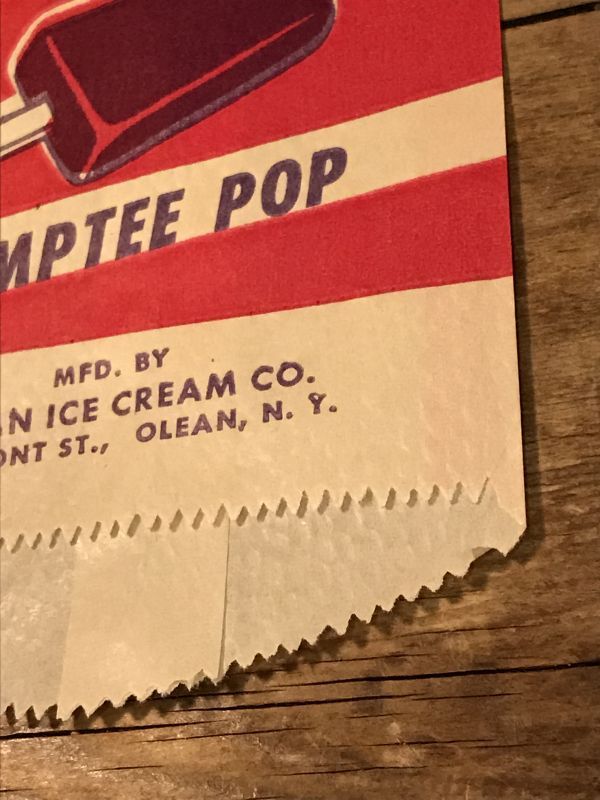 MPTEE POP
MFD. BY
N ICE CREAM CO.
ONT ST., OLEAN, N. Y.